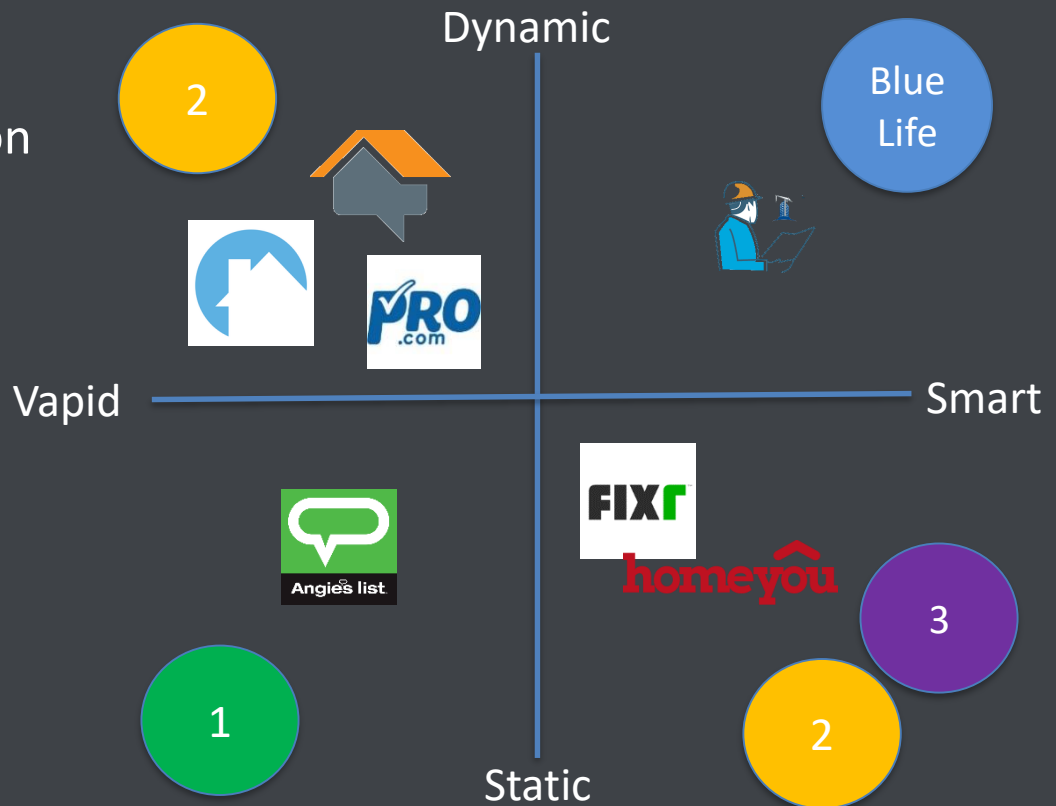 Dynamic
2
Blue
Life
on
PRO
.com
Vapid
Smart
FIXr
Angie's list
homeyou
3
1
2
Static